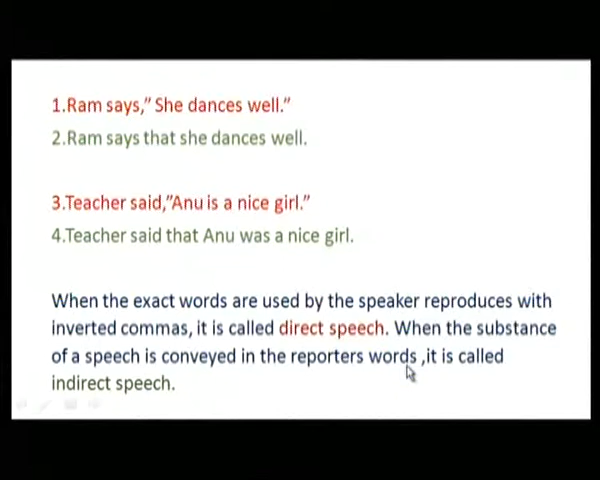 1.Ram says,” She dances well.”
2.Ram says that she dances well.
3.Teacher said,”Anu is a nice girl.”
4.Teacher said that Anu was a nice girl.
When the exact words are used by the speaker reproduces with
inverted commas, it is called direct speech. When the substance
of a speech is conveyed in the reporters words ,it is called
indirect speech.